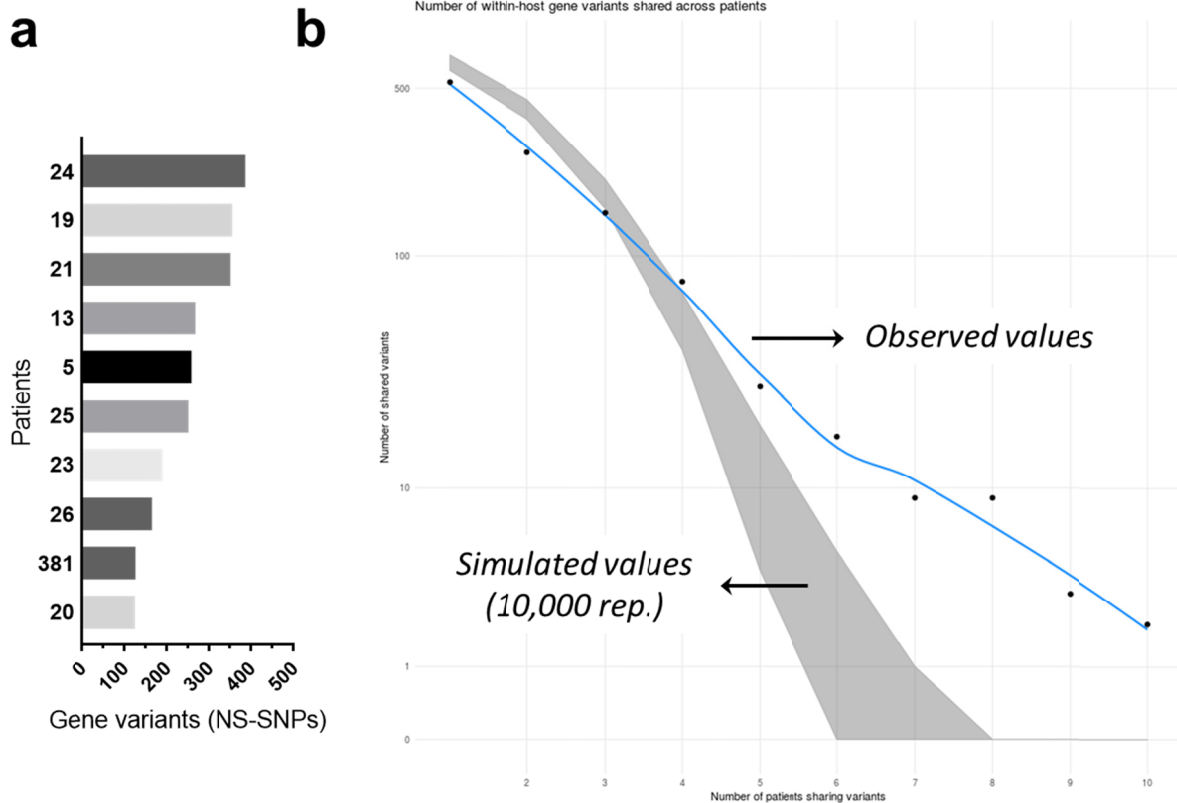 a
b
Number of within-host gene variants shared across patients
Patients
24
19
21
13
5
25
23
26
381
20
0 100 200 300 400 500
Gene variants (NS-SNPs)
Number of shared variants
500
100
10
1
0
Observed values
Simulated values
(10,000 rep.)
2 3 4 5 6 7 8 9 10
Number of patients sharing variants